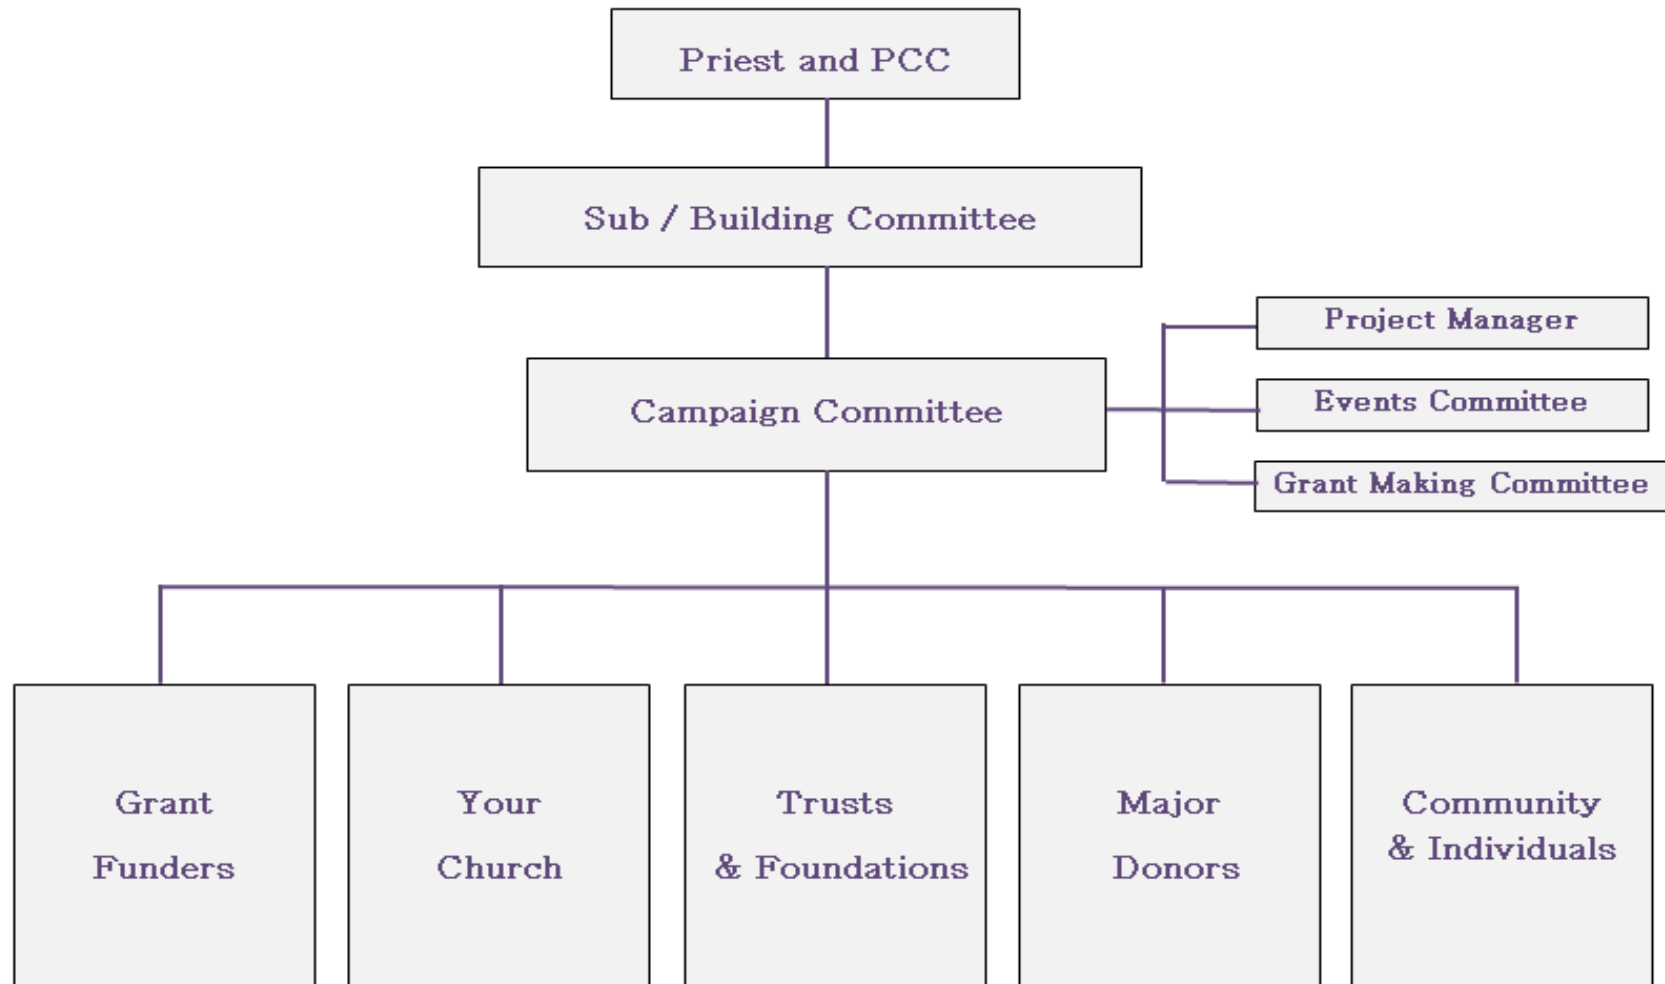 Priest and PCC
Sub / Building Committee
Project Manager
Events Committee
Campaign Committee
Grant Making Committee
Grant
Funders
Your
Church
Trusts
& Foundations
Major
Donors
Community
& Individuals